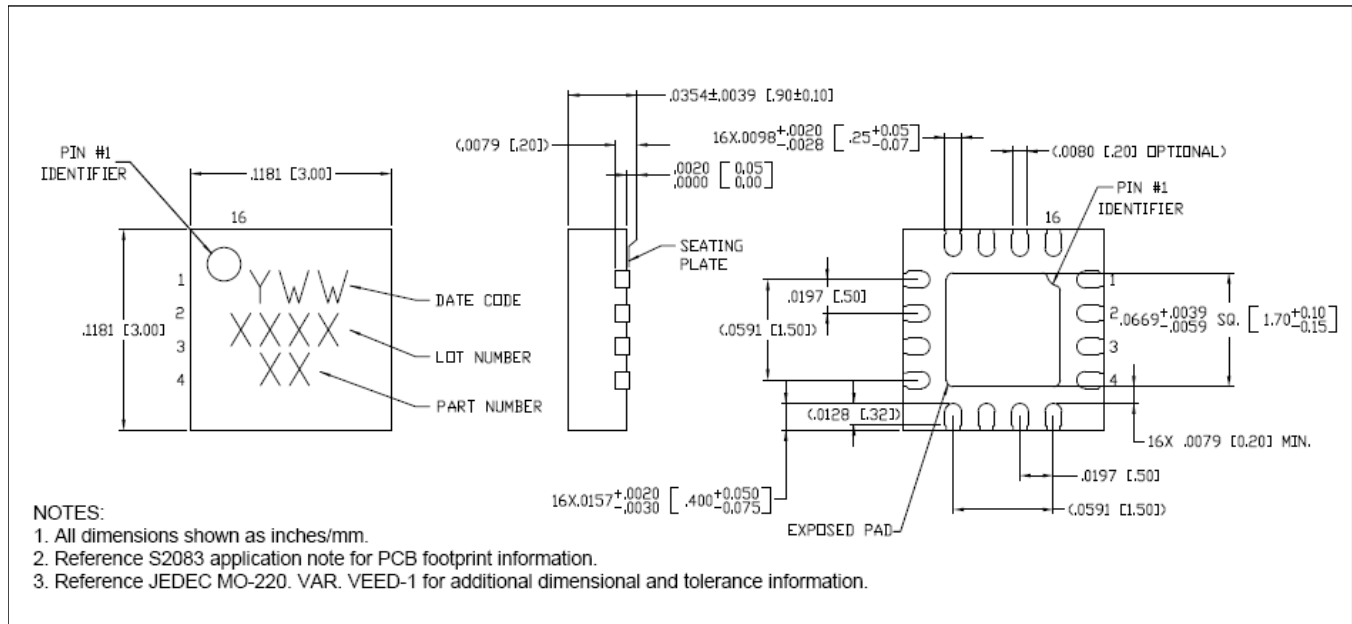 PIN #1
IDENTIFIER
.1181 [3.00]
16
1
2
3
4
.1181 [3.00]
YWW
XXXX
XX
DATE CODE
LOT NUMBER
PART NUMBER
.0354±.0039 [.90±0.10]
(.0079 [.20])
.0020 [0.05]
.0000 [0.00]
SEATING
PLATE
16X.0098+.0020 -.0028 [.25+0.05 -0.07]
(.0080 [.20] OPTIONAL)
PIN #1
IDENTIFIER
16
1
2
3
4
.0197 [.50]
(.0591 [1.50])
.0669+.0039 -.0059 SQ. [1.70+0.10 -0.15]
(.0128 [.32])
16X .0079 [0.20] MIN.
.0197 [.50]
16X.0157+.0020 -.0030 [.400+0.050 -0.075]
EXPOSED PAD
(.0591 [1.50])
NOTES:
1. All dimensions shown as inches/mm.
2. Reference S2083 application note for PCB footprint information.
3. Reference JEDEC MO-220. VAR. VEED-1 for additional dimensional and tolerance information.